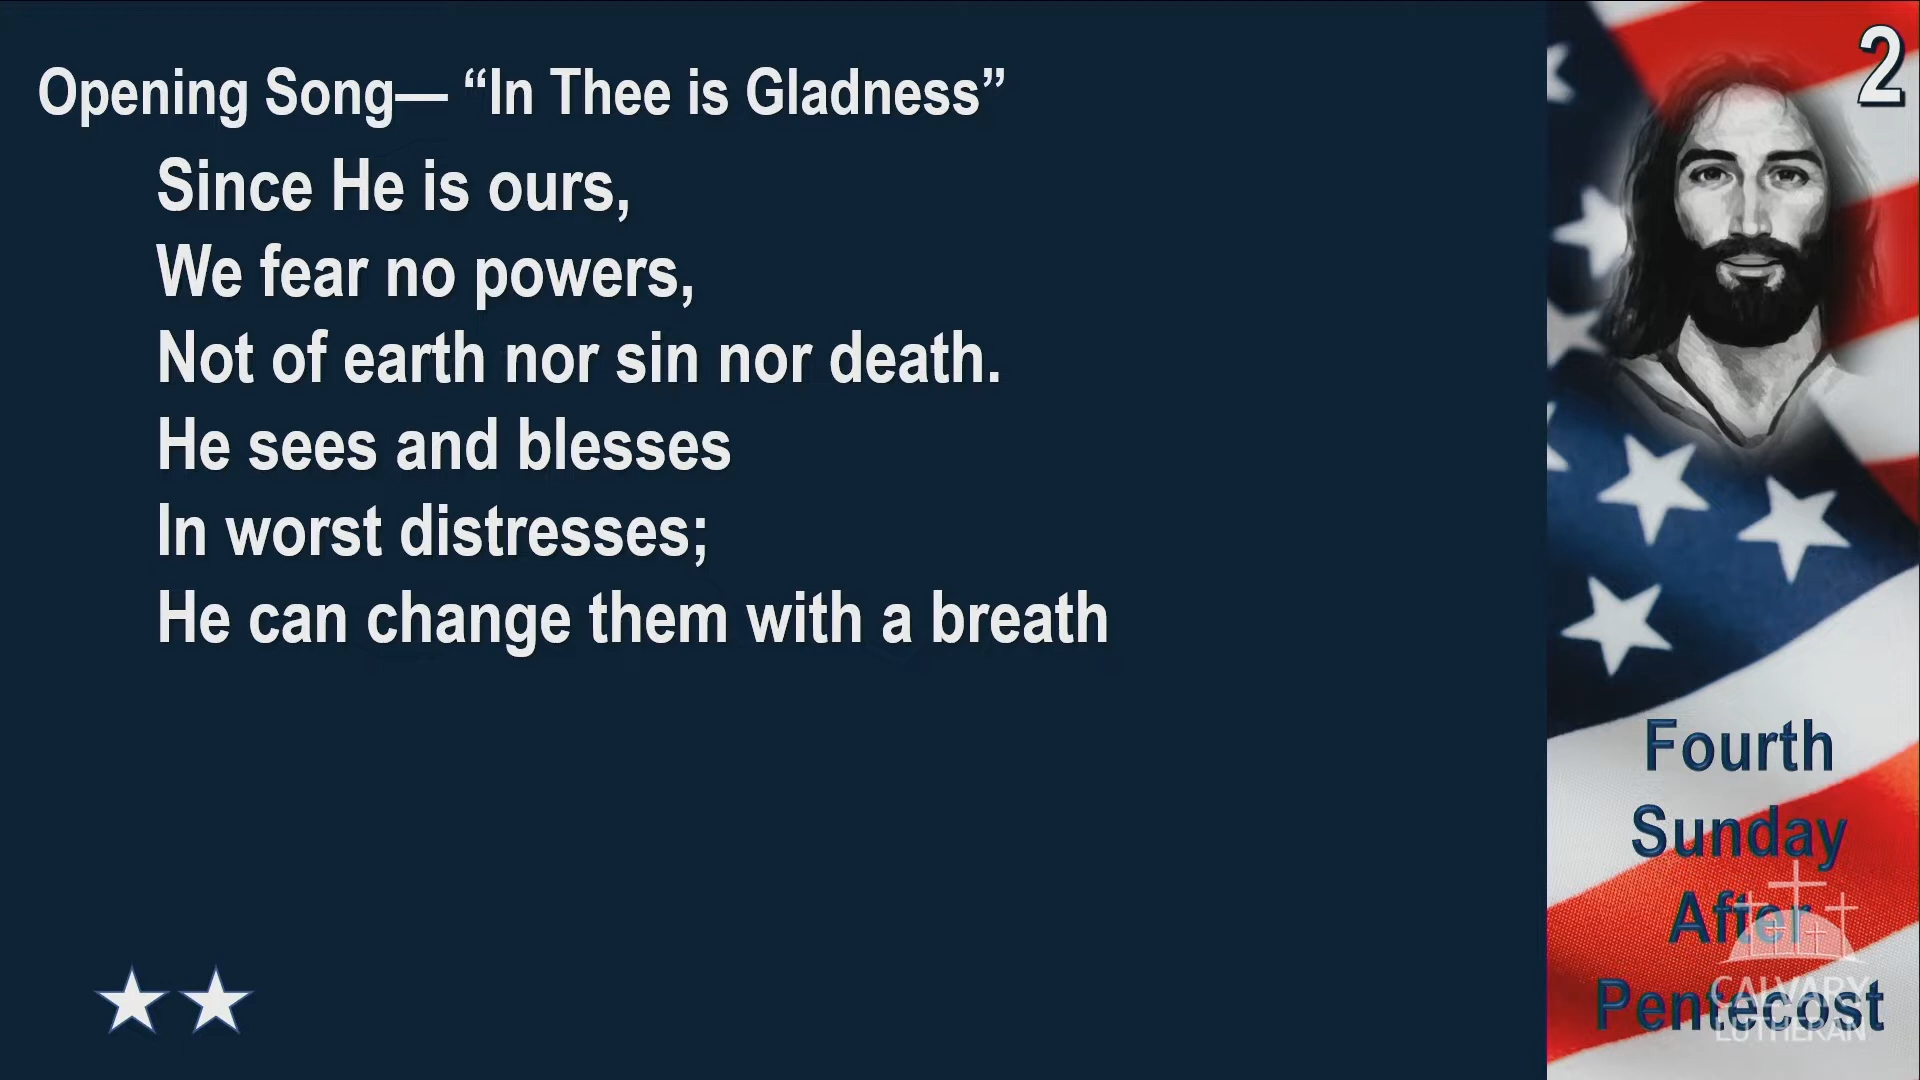 Opening Song— “In Thee is Gladness”
Since He is ours,
We fear no powers,
Not of earth nor sin nor death.
He sees and blesses
In worst distresses;
He can change them with a breath
2
Fourth
Sunday
After
Pentecost
CALVARY
LUTHERAN